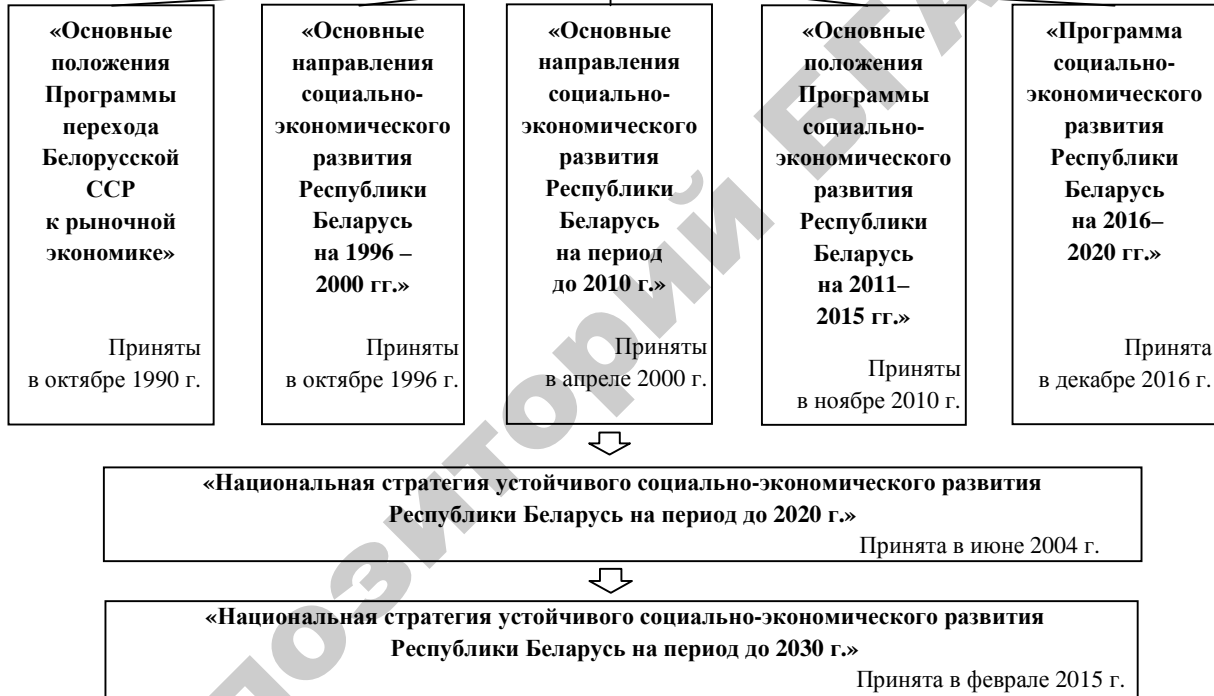 «Основные
положения
Программы
перехода
Белорусской
ССР
к рыночной
экономике»
Приняты
в октябре 1990 г.
«Основные
направления
социально-
экономического
развития
Республики
Беларусь
на 1996 –
2000 гг.»
Приняты
в октябре 1996 г.
«Основные
направления
социально-
экономического
развития
Республики
Беларусь
на период
до 2010 г.»
Приняты
в апреле 2000 г.
«Основные
положения
Программы
социально-
экономического
развития
Республики
Беларусь
на 2011–
2015 гг.»
Приняты
в ноябре 2010 г.
«Программа
социально-
экономического
развития
Республики
Беларусь
на 2016–
2020 гг.»
Принята
в декабре 2016 г.
«Национальная стратегия устойчивого социально-экономического развития
Республики Беларусь на период до 2020 г.»
Принята в июне 2004 г.
«Национальная стратегия устойчивого социально-экономического развития
Республики Беларусь на период до 2030 г.»
Принята в феврале 2015 г.